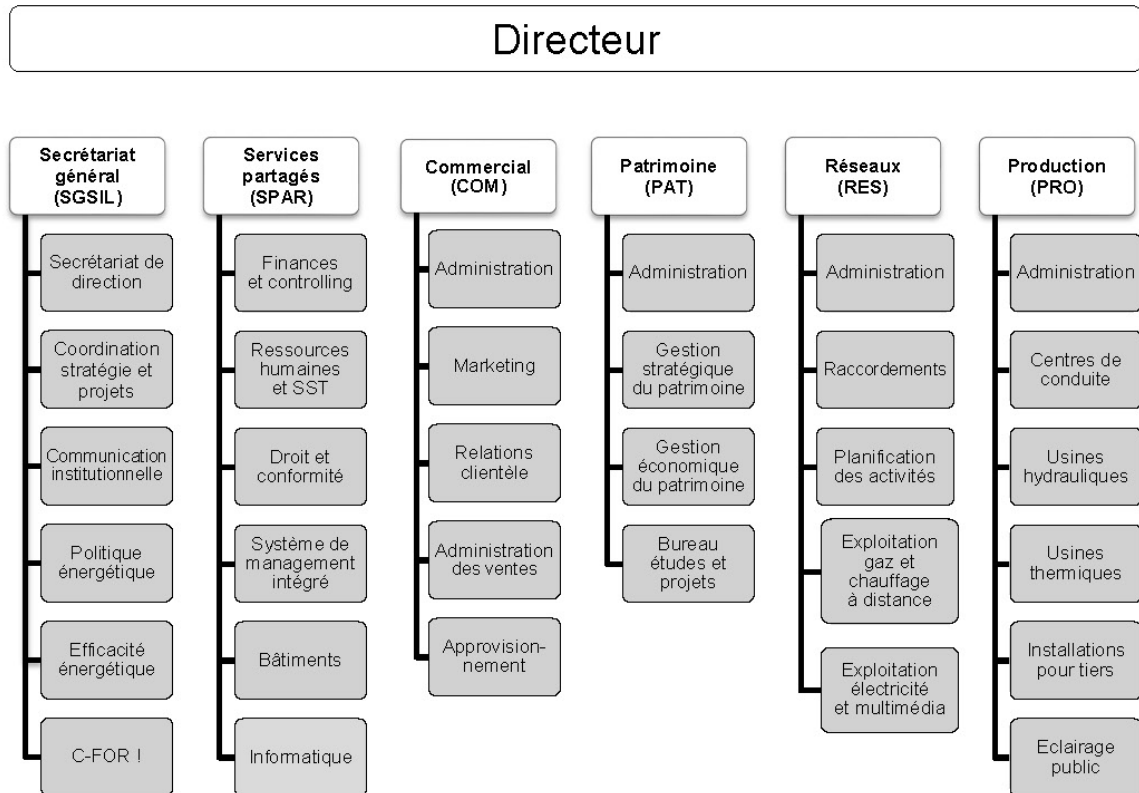 Directeur
Secrétariat
général
(SGSIL)
Secrétariat de
direction
Coordination
stratégie et
projets
Communication
institutionnelle
Politique
énergétique
Efficacité
énergétique
C-FOR !
Services
partagés
(SPAR)
Finances
et controlling
Ressources
humaines
et SST
Droit et
conformité
Système de
management
intégré
Bâtiments
Informatique
Commercial
(COM)
Administration
Marketing
Relations
clientèle
Administration
des ventes
Approvision-
nement
Patrimoine
(PAT)
Administration
Gestion
stratégique
du patrimoine
Gestion
économique
du patrimoine
Bureau
études et
projets
Réseaux
(RES)
Administration
Raccordements
Planification
des activités
Exploitation
gaz et
chauffage
à distance
Exploitation
électricité
et multimédia
Production
(PRO)
Administration
Centres de
conduite
Usines
hydrauliques
Usines
thermiques
Installations
pour tiers
Eclairage
public